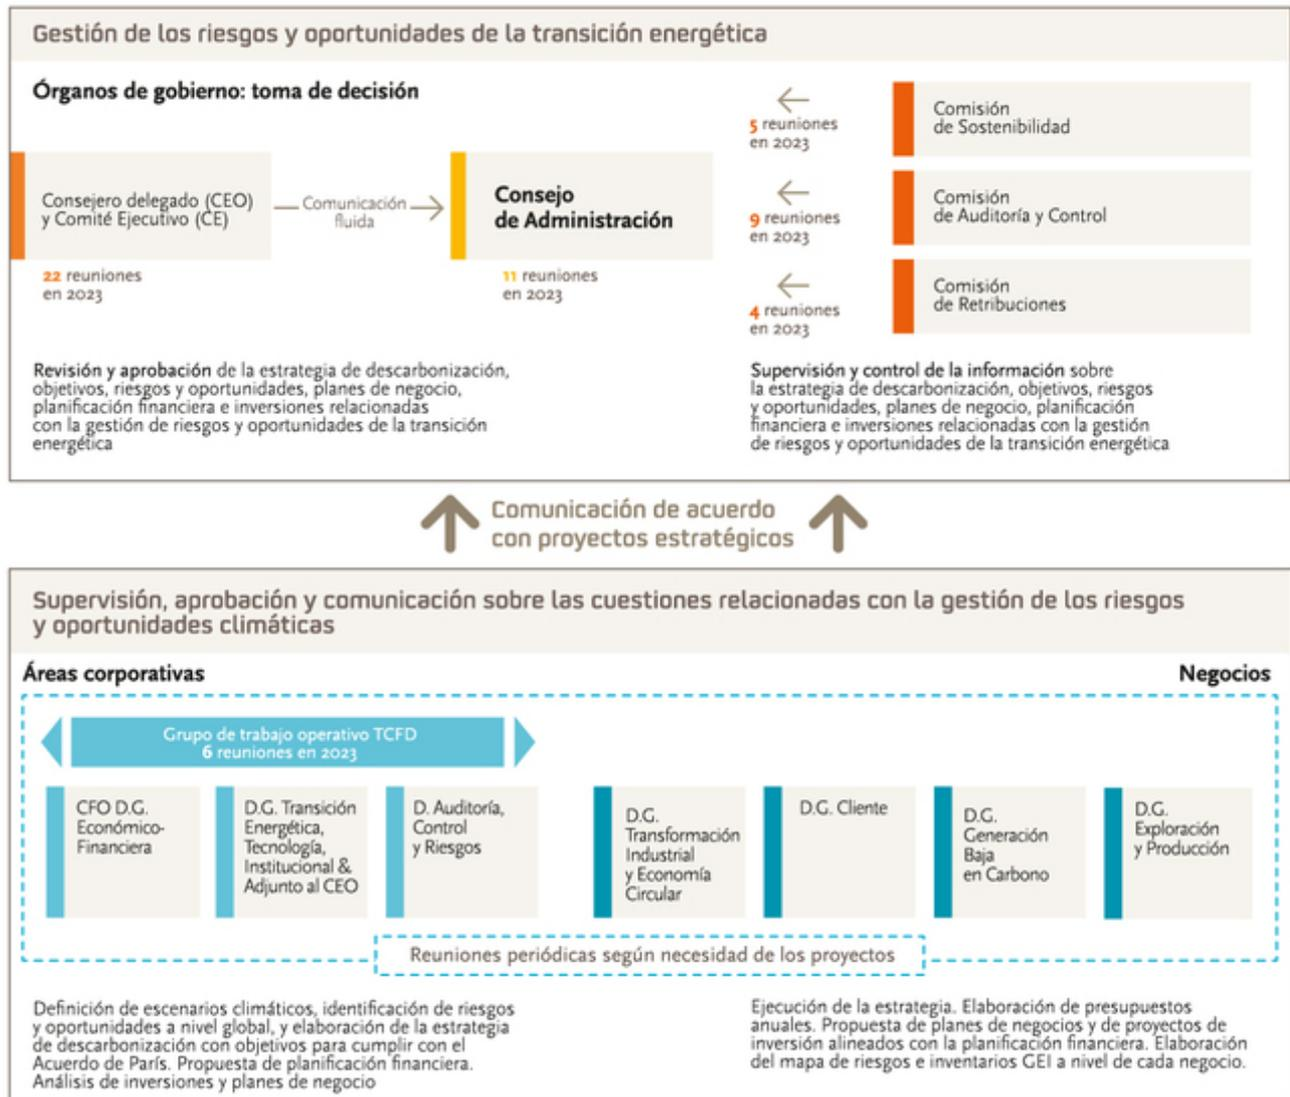 Gestión de los riesgos y oportunidades de la transición energética
Órganos de gobierno: toma de decisión
Consejero delegado (CEO)
y Comité Ejecutivo (CE)
22 reuniones
en 2023
Comunicación
fluida
Consejo
de Administración
11 reuniones
en 2023
5 reuniones
en 2023
Comisión
de Sostenibilidad
9 reuniones
en 2023
Comisión
de Auditoría y Control
4 reuniones
en 2023
Comisión
de Retribuciones
Revisión y aprobación de la estrategia de descarbonización,
objetivos, riesgos y oportunidades, planes de negocio,
planificación financiera e inversiones relacionadas
con la gestión de riesgos y oportunidades de la transición
energética
Supervisión y control de la información sobre
la estrategia de descarbonización, objetivos, riesgos
y oportunidades, planes de negocio, planificación
financiera e inversiones relacionadas con la gestión
de riesgos y oportunidades de la transición energética
Comunicación de acuerdo
con proyectos estratégicos
Supervisión, aprobación y comunicación sobre las cuestiones relacionadas con la gestión de los riesgos
y oportunidades climáticas
Áreas corporativas
Negocios
Grupo de trabajo operativo TCFD
6 reuniones en 2023
CFO D.G.
Económico-
Financiera
D.G. Transición
Energética,
Tecnología,
Institucional &
Adjunto al CEO
D. Auditoría,
Control
y Riesgos
D.G.
Transformación
Industrial
y Economía
Circular
D.G. Cliente
D.G.
Generación
Baja
en Carbono
D.G.
Exploración
y Producción
Reuniones periódicas según necesidad de los proyectos
Definición de escenarios climáticos, identificación de riesgos
y oportunidades a nivel global, y elaboración de la estrategia
de descarbonización con objetivos para cumplir con el
Acuerdo de París. Propuesta de planificación financiera.
Análisis de inversiones y planes de negocio
Ejecución de la estrategia. Elaboración de presupuestos
anuales. Propuesta de planes de negocios y de proyectos de
inversión alineados con la planificación financiera. Elaboración
del mapa de riesgos e inventarios GEI a nivel de cada negocio.